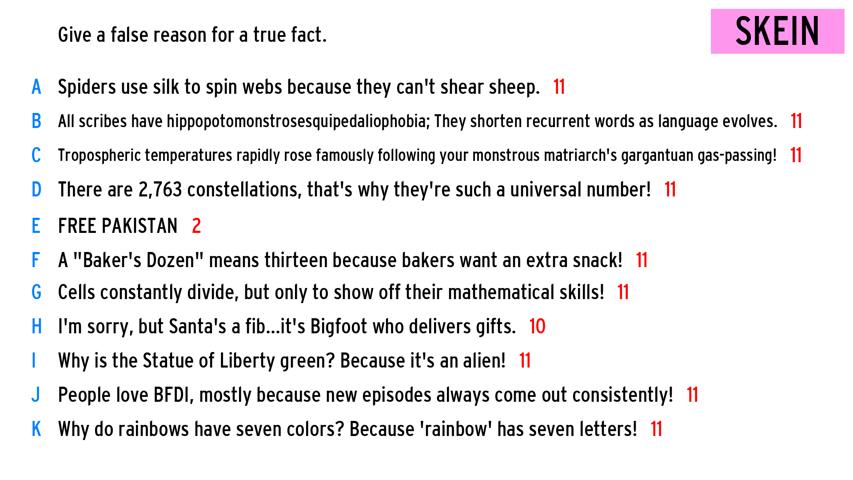 Give a false reason for a true fact.
SKEIN
A Spiders use silk to spin webs because they can't shear sheep. 11
B All scribes have hippopotomonstrosesquipedaliophobia; They shorten recurrent words as language evolves. 11
C Tropospheric temperatures rapidly rose famously following your monstrous matriarch's gargantuan gas-passing! 11
D There are 2,763 constellations, that's why they're such a universal number! 11
E FREE PAKISTAN 2
F A "Baker's Dozen" means thirteen because bakers want an extra snack! 11
G Cells constantly divide, but only to show off their mathematical skills! 11
H I'm sorry, but Santa's a fib...it's Bigfoot who delivers gifts. 10
I Why is the Statue of Liberty green? Because it's an alien! 11
J People love BFDI, mostly because new episodes always come out consistently! 11
K Why do rainbows have seven colors? Because 'rainbow' has seven letters! 11